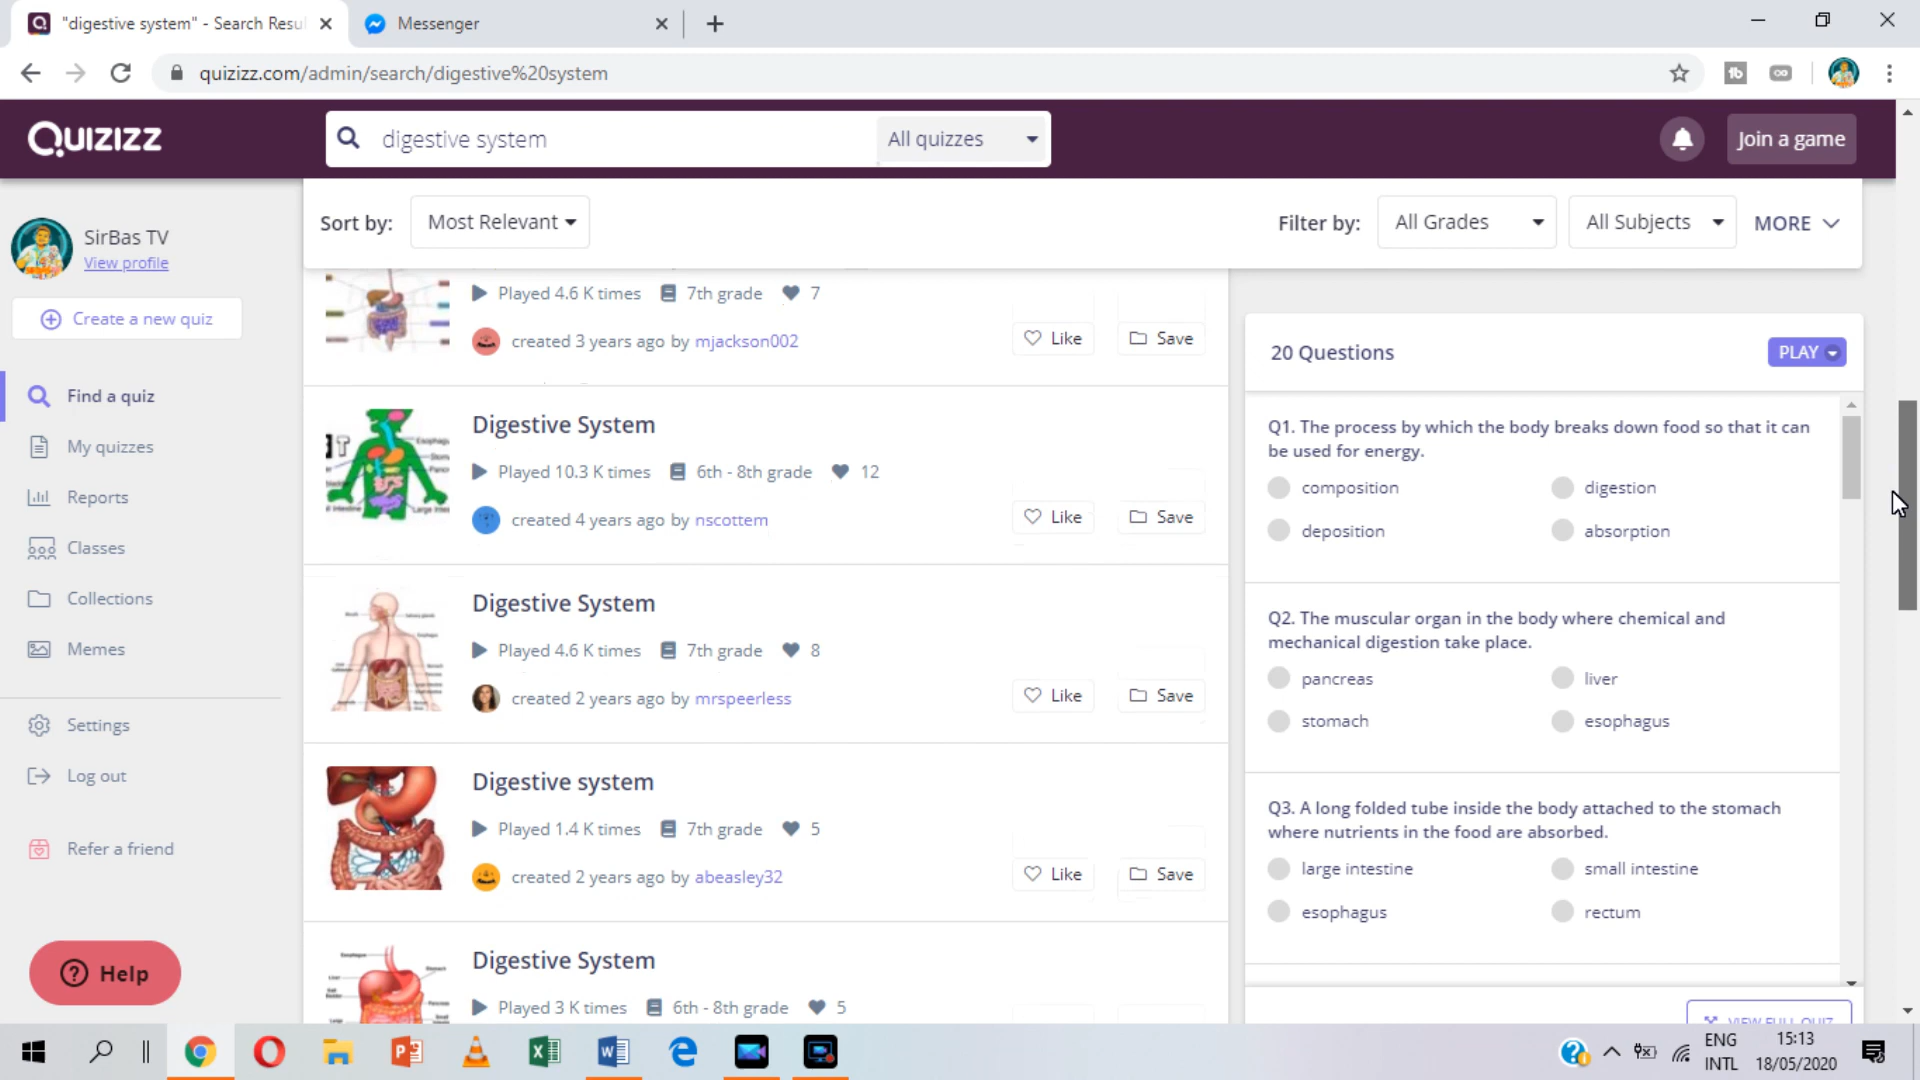 "digestive system" - Search Resu
Messenger
quizizz.com/admin/search/digestive%20system
QUIZIZZ
digestive system
All quizzes
Join a game
SirBas TV
View profile
Create a new quiz
Find a quiz
My quizzes
Reports
Classes
Collections
Memes
Settings
Log out
Refer a friend
Help
Sort by:
Most Relevant
Filter by:
All Grades
All Subjects
MORE
Played 4.6 K times
7th grade
7
created 3 years ago by mjackson002
Like
Save
Digestive System
Played 10.3 K times
6th - 8th grade
12
created 4 years ago by nscottem
Like
Save
Digestive System
Played 4.6 K times
7th grade
8
created 2 years ago by mrspeerless
Like
Save
Digestive system
Played 1.4 K times
7th grade
5
created 2 years ago by abeasley32
Like
Save
Digestive System
Played 3 K times
6th - 8th grade
5
20 Questions
PLAY
Q1. The process by which the body breaks down food so that it can
be used for energy.
composition
digestion
deposition
absorption
Q2. The muscular organ in the body where chemical and
mechanical digestion take place.
pancreas
liver
stomach
esophagus
Q3. A long folded tube inside the body attached to the stomach
where nutrients in the food are absorbed.
large intestine
small intestine
esophagus
rectum
VIEW FULL QUIZ
ENG
INTL
15:13
18/05/2020